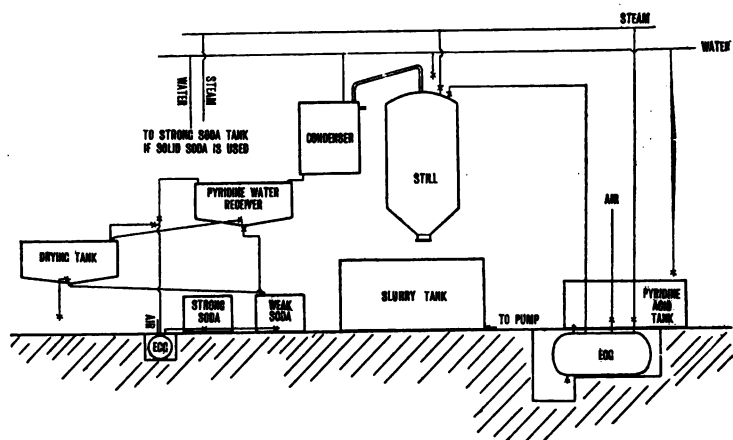 STEAM
WATER
WATER
STEAM
TO STRONG SODA TANK
IF SOLID SODA IS USED
CONDENSER
STILL
PYRIDINE WATER
RECEIVER
AIR
DRYING TANK
SLURRY TANK
STRONG
SODA
WEAK
SODA
PYRIDINE
ACID
TANK
AIR
TO PUMP
EGG
EGG